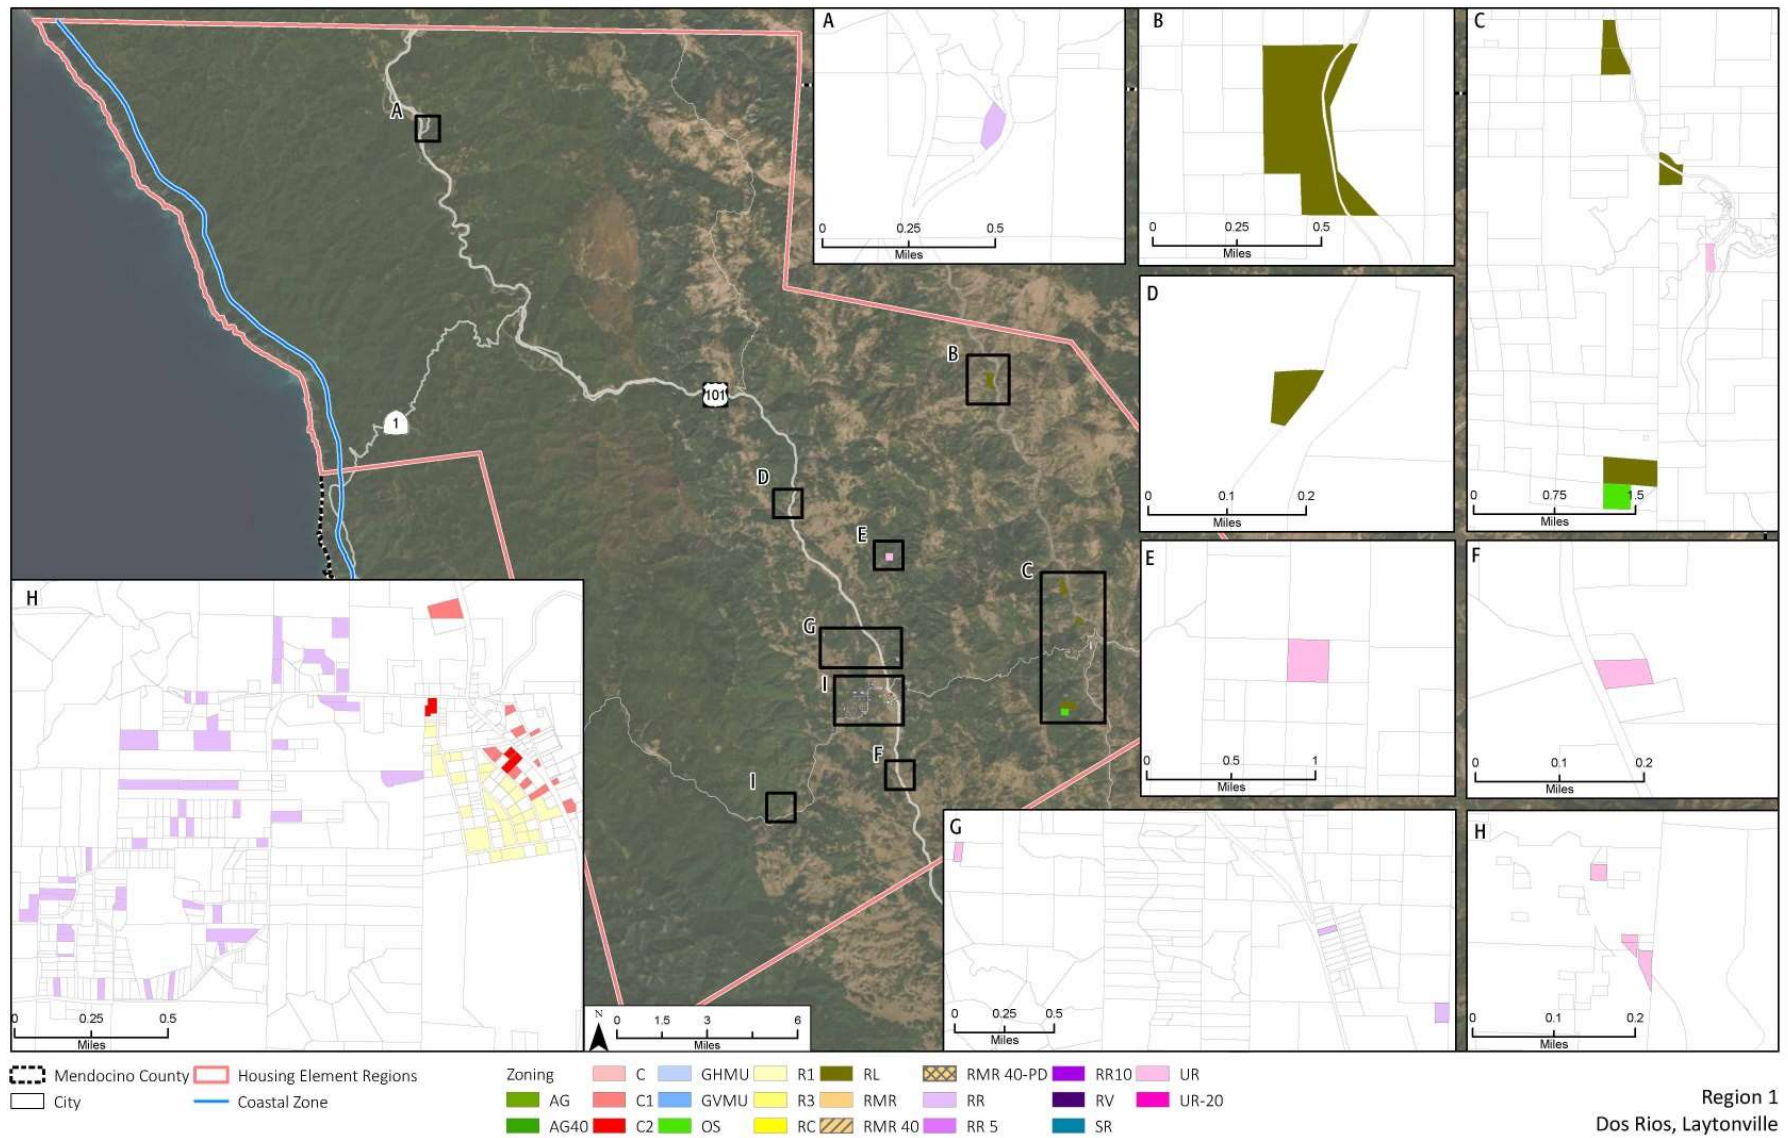 A
B
C
D
E
F
G
I
I
1
101
A
0 0.25 0.5
Miles
B
0 0.25 0.5
Miles
C
0 0.75 1.5
Miles
D
0 0.1 0.2
Miles
E
0 0.5 1
Miles
F
0 0.1 0.2
Miles
G
0 0.25 0.5
Miles
H
0 0.1 0.2
Miles
H
0 0.25 0.5
Miles
N
0 1.5 3 6
Miles
Mendocino County
City
Housing Element Regions
Coastal Zone
Zoning
AG
AG40
C
C1
C2
GHMU
GVMU
OS
R1
R3
RC
RL
RMR
RMR 40
RMR 40-PD
RR
RR 5
RR10
RV
SR
UR
UR-20
Region 1
Dos Rios, Laytonville